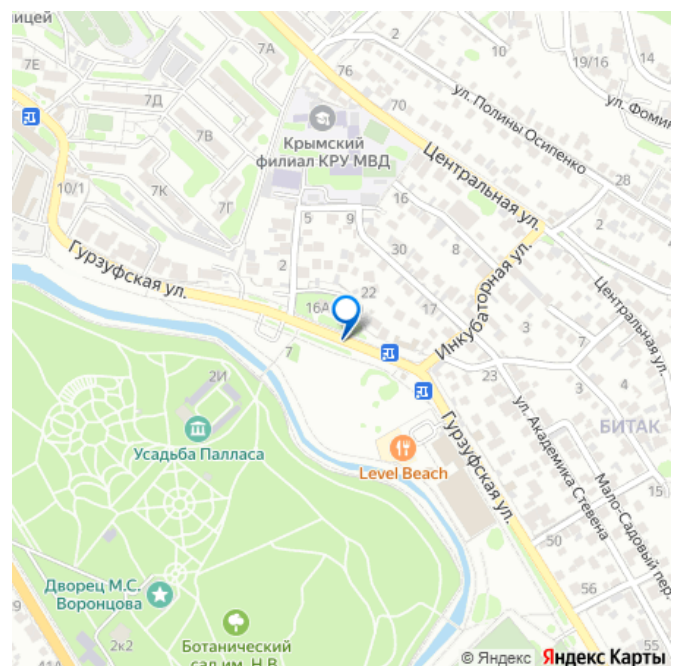 ицей
7А
2
10
19/16
14
7Е
76
7Д
70
ул. Полины Осипенко
ул. Фомин
7В
Крымский
филиал КРУ МВД
Центральная ул.
28
10/1
7К
7Г
5
9
16
2
30
8
Гурзуфская ул.
2
22
16А
17
Инкубаторная ул.
Центральная ул.
7
3
7
2И
23
3
4
Усадьба Палласа
ул. Академика Стевена
БИТАК
Level Beach
Гурзуфская ул.
Мало-Садовый пер.
15
50
Дворец М.С.
Воронцова
56
9
2к2
Ботанический
сад им. Н.В.
55
41А
© Яндекс Яндекс Карты